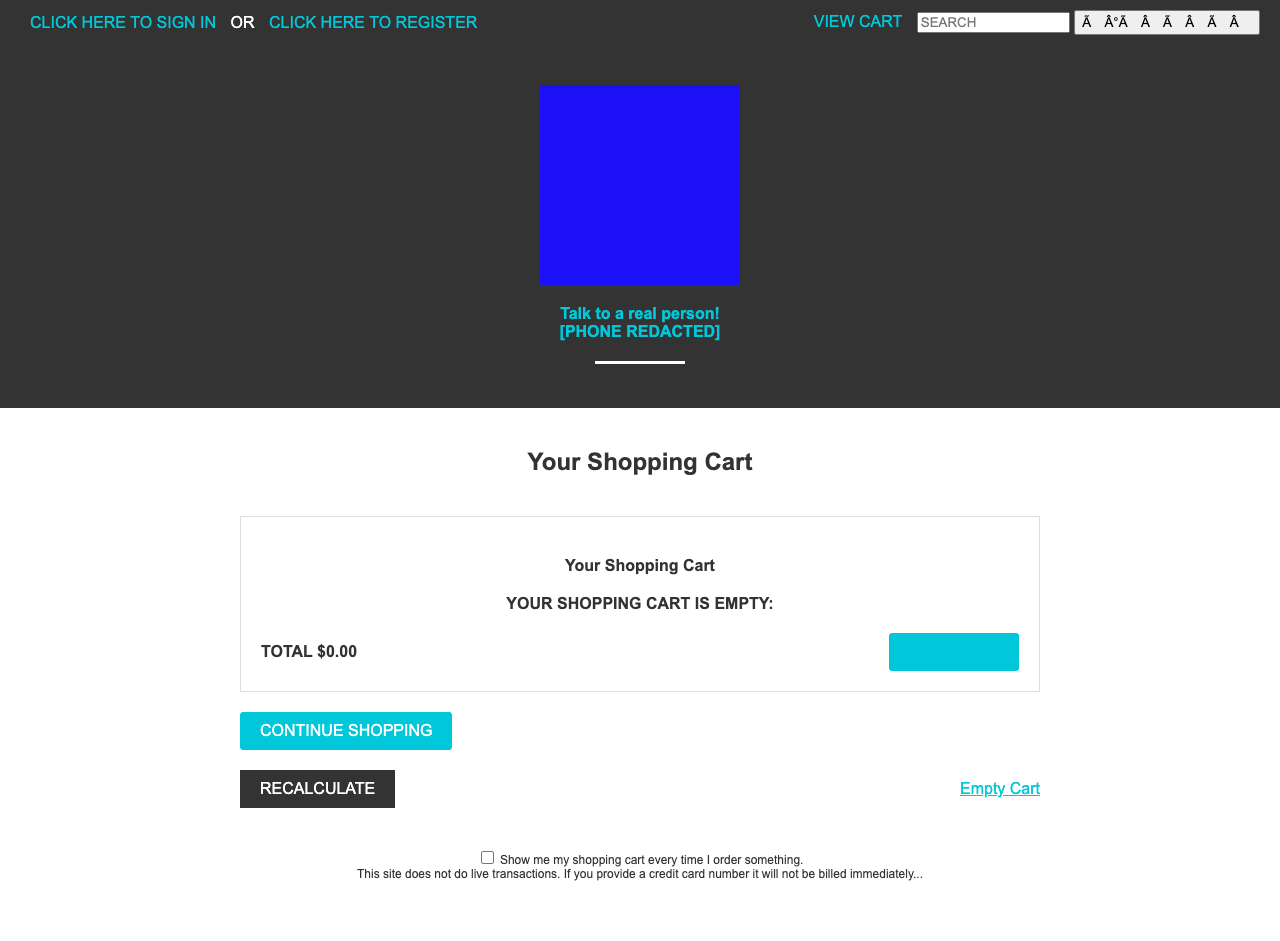 CLICK HERE TO SIGN IN OR CLICK HERE TO REGISTER
VIEW CART SEARCH Ã Â°Ã Â Ã Â Ã Â
Talk to a real person!
[PHONE REDACTED]
Your Shopping Cart
Your Shopping Cart
YOUR SHOPPING CART IS EMPTY:
TOTAL $0.00
CONTINUE SHOPPING
RECALCULATE
Empty Cart
Show me my shopping cart every time I order something.
This site does not do live transactions. If you provide a credit card number it will not be billed immediately...